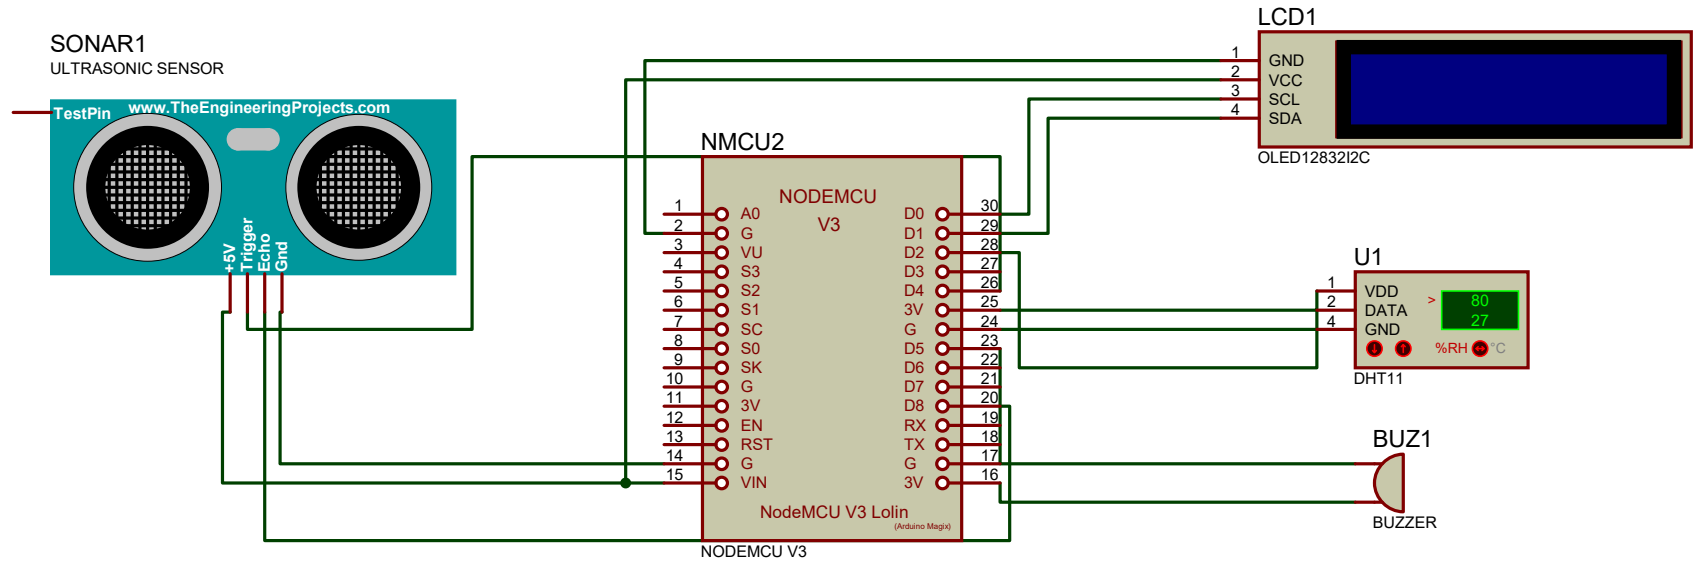 SONAR1
ULTRASONIC SENSOR
TestPin
www.TheEngineeringProjects.com
+5V
Trigger
Echo
Gnd
NMCU2
NODEMCU
V3
1 A0
2 G
3 VU
4 S3
5 S2
6 S1
7 SC
8 S0
9 SK
10 G
11 3V
12 EN
13 RST
14 G
15 VIN
D0 30
D1 29
D2 28
D3 27
D4 26
3V 25
G 24
D5 23
D6 22
D7 21
D8 20
RX 19
TX 18
G 17
3V 16
NodeMCU V3 Lolin
(Arduino Magix)
NODEMCU V3
LCD1
1 GND
2 VCC
3 SCL
4 SDA
OLED12832I2C
U1
1 VDD
2 DATA
4 GND
> 80
27
%RH °C
DHT11
BUZ1
BUZZER